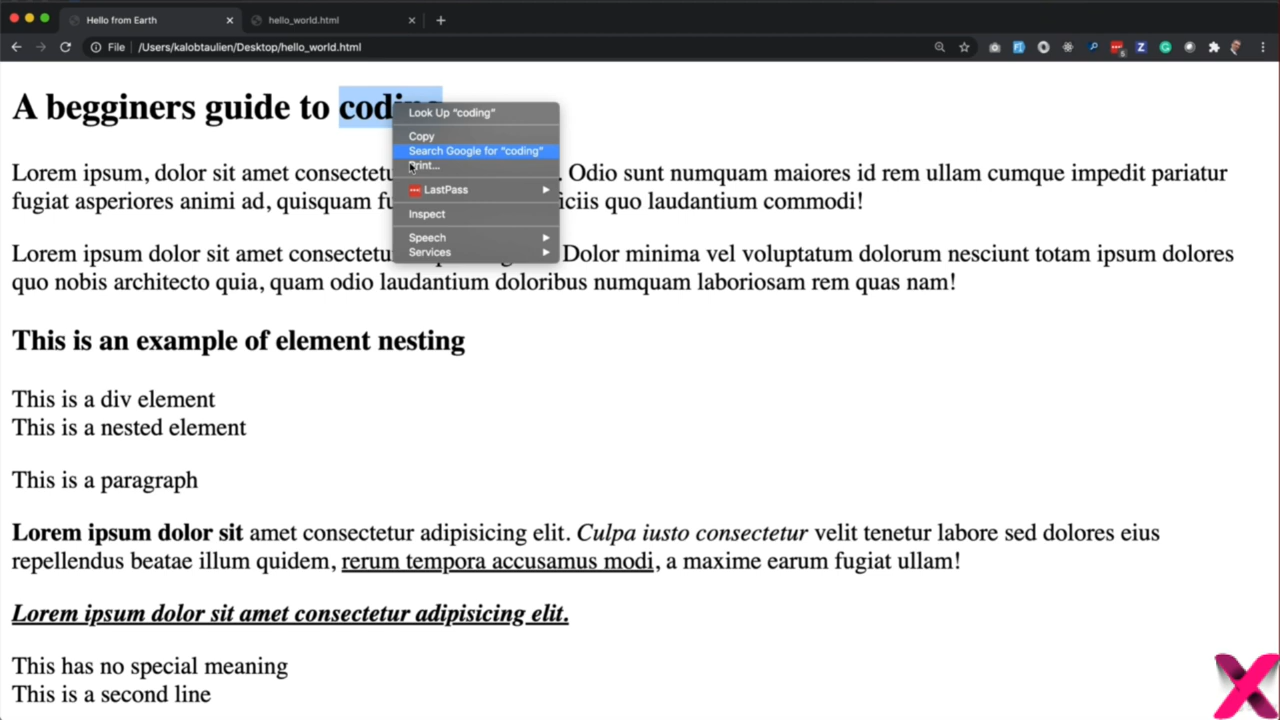 Hello from Earth
hello_world.html
File /Users/kalobtaulien/Desktop/hello_world.html
A begginers guide to coding
Look Up “coding”
Copy
Search Google for “coding”
Print...
LastPass
Inspect
Speech
Services
Lorem ipsum, dolor sit amet consectetu . Odio sunt numquam maiores id rem ullam cumque impedit pariatur
fugiat asperiores animi ad, quisquam fu iciis quo laudantium commodi!
Lorem ipsum dolor sit amet consectetu Dolor minima vel voluptatum dolorum nesciunt totam ipsum dolores
quo nobis architecto quia, quam odio laudantium doloribus numquam laboriosam rem quas nam!
This is an example of element nesting
This is a div element
This is a nested element
This is a paragraph
Lorem ipsum dolor sit amet consectetur adipisicing elit. Culpa iusto consectetur velit tenetur labore sed dolores eius
repellendus beatae illum quidem, rerum tempora accusamus modi, a maxime earum fugiat ullam!
Lorem ipsum dolor sit amet consectetur adipisicing elit.
This has no special meaning
This is a second line